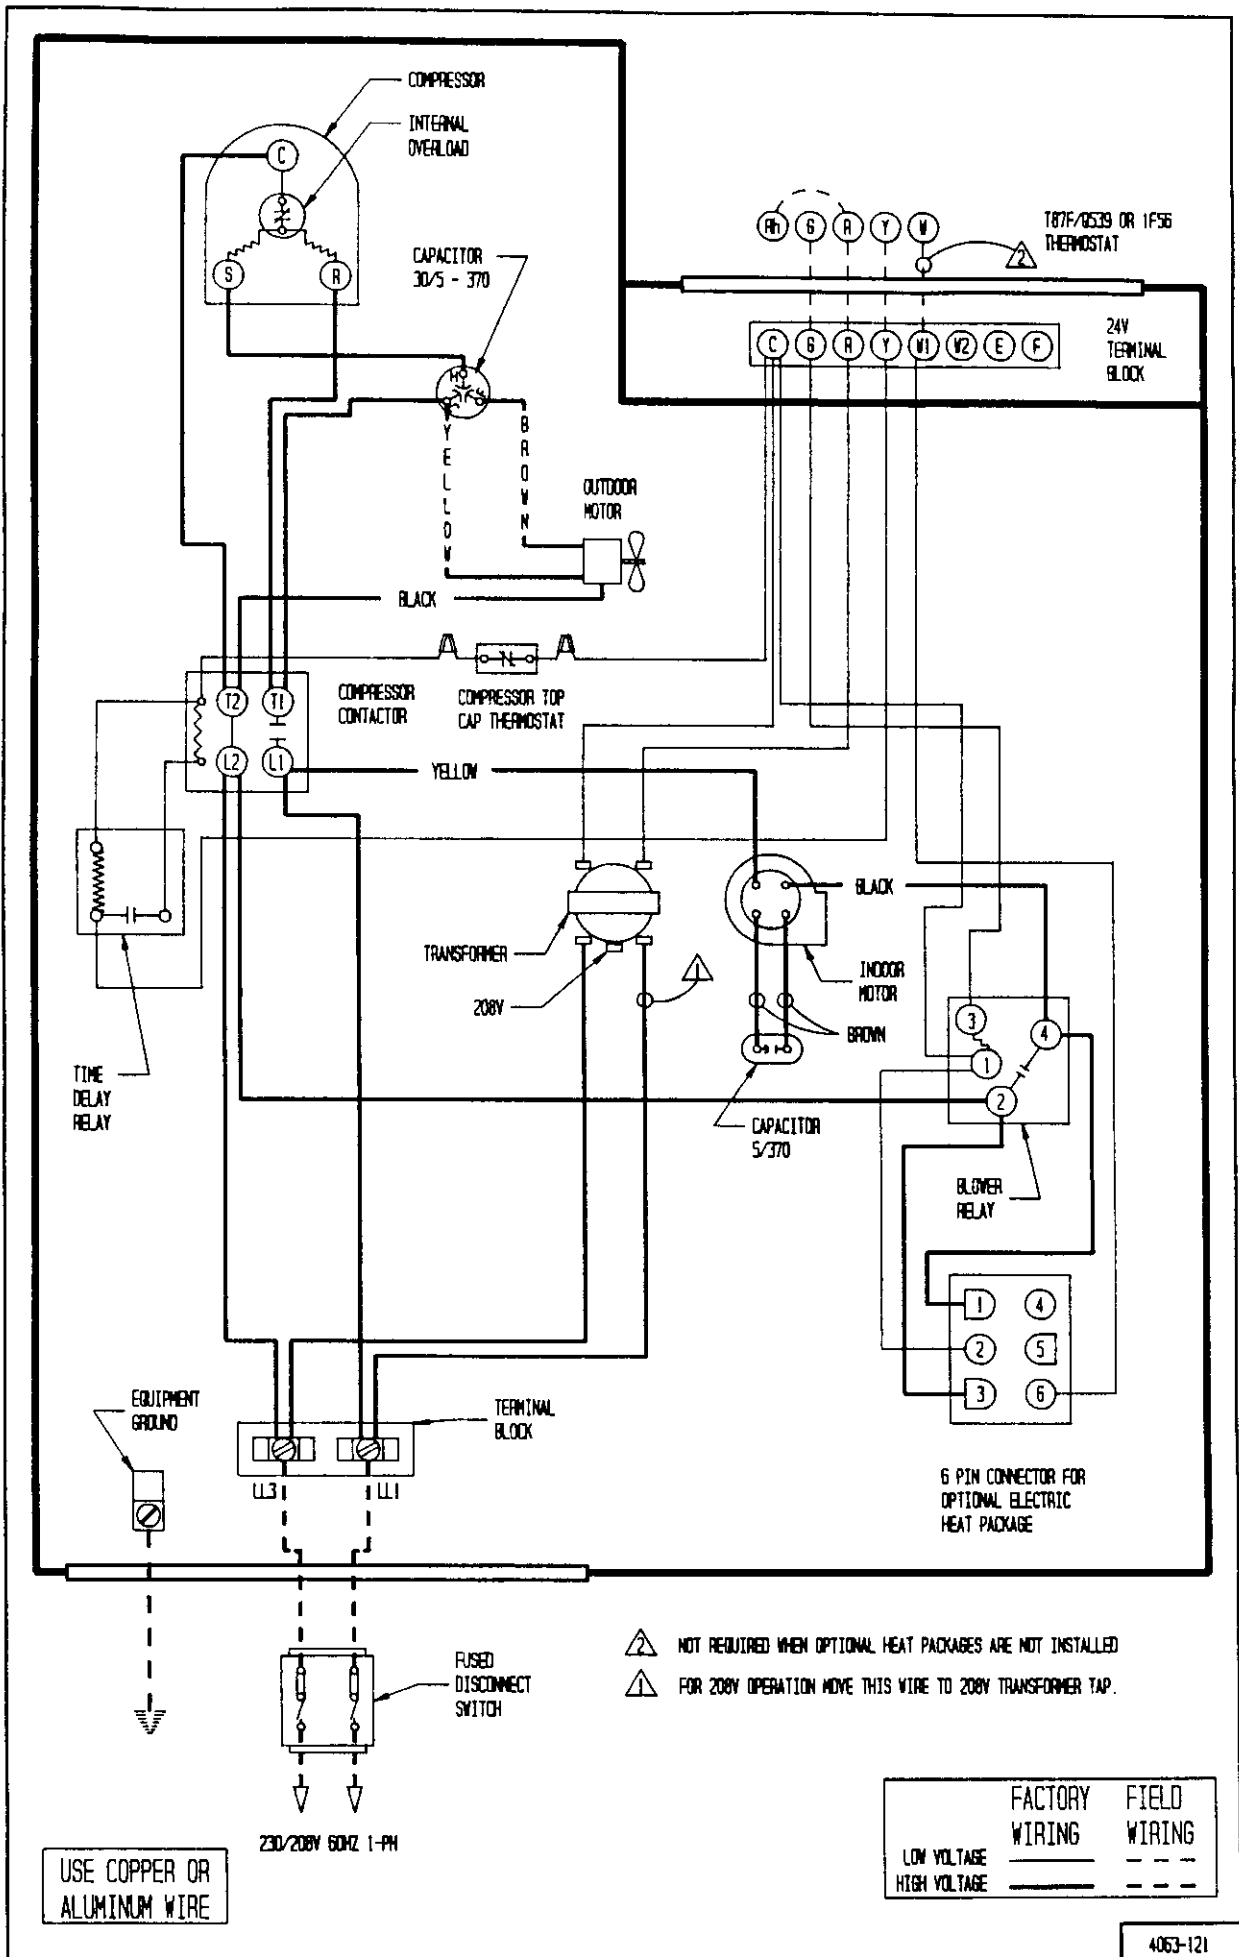 COMPRESSOR
INTERNAL
OVERLOAD
C
S
R
CAPACITOR
30/5 - 370
H
F
C
YELLOW
BROWN
OUTDOOR
MOTOR
BLACK
Rh
G
R
Y
W
T87F/Q539 OR 1F56
THERMOSTAT
2
24V
TERMINAL
BLOCK
C
G
R
Y
W1
W2
E
F
T2
T1
L2
L1
COMPRESSOR
CONTACTOR
COMPRESSOR TOP
CAP THERMOSTAT
YELLOW
TRANSFORMER
208V
1
BLACK
INDOOR
MOTOR
BROWN
CAPACITOR
5/370
3
4
1
2
BLOWER
RELAY
TIME
DELAY
RELAY
1
4
2
5
3
6
6 PIN CONNECTOR FOR
OPTIONAL ELECTRIC
HEAT PACKAGE
EQUIPMENT
GROUND
TERMINAL
BLOCK
LL3
LL1
FUSED
DISCONNECT
SWITCH
230/208V 60HZ 1-PH
2 NOT REQUIRED WHEN OPTIONAL HEAT PACKAGES ARE NOT INSTALLED
1 FOR 208V OPERATION MOVE THIS WIRE TO 208V TRANSFORMER TAP.
USE COPPER OR
ALUMINUM WIRE
FACTORY FIELD
WIRING WIRING
LOW VOLTAGE
HIGH VOLTAGE
4063-121